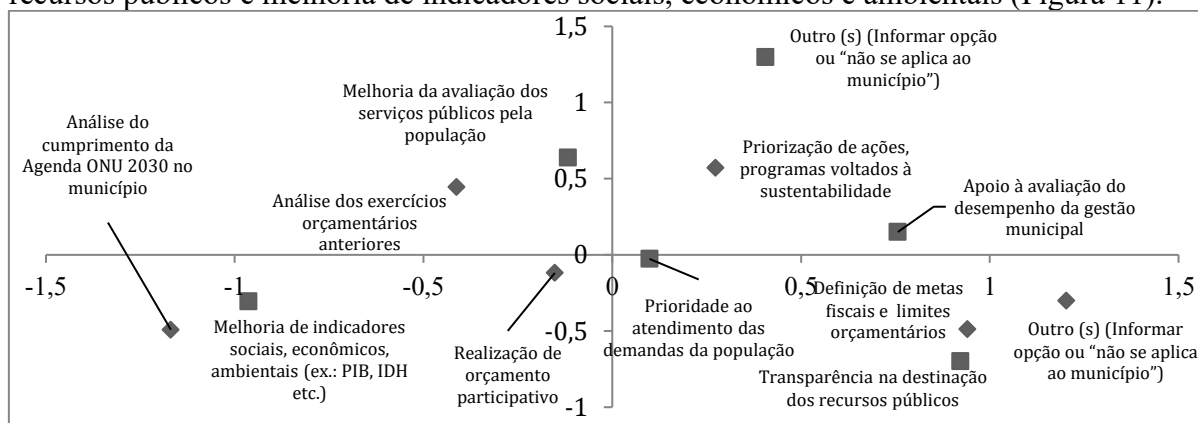 recursos públicos e melhoria de indicadores sociais, econômicos e ambientais (Figura 11).
1,5
Outro (s) (Informar opção
ou “não se aplica ao
município”)
Melhoria da avaliação dos
serviços públicos pela
população
1
Análise do
cumprimento da
Agenda ONU 2030 no
município
Priorização de ações,
programas voltados à
sustentabilidade
0,5
Análise dos exercícios
orçamentários
anteriores
Apoio à avaliação do
desempenho da gestão
municipal
0
-1,5
-1
-0,5
0
0,5
1
1,5
Melhoria de indicadores
sociais, econômicos,
ambientais (ex.: PIB, IDH
etc.)
Realização de
orçamento
participativo
Prioridade ao
atendimento das
demandas da população
Definição de metas
fiscais e limites
orçamentários
Outro (s) (Informar
opção ou “não se aplica
ao município”)
-0,5
Transparência na destinação
dos recursos públicos
-1